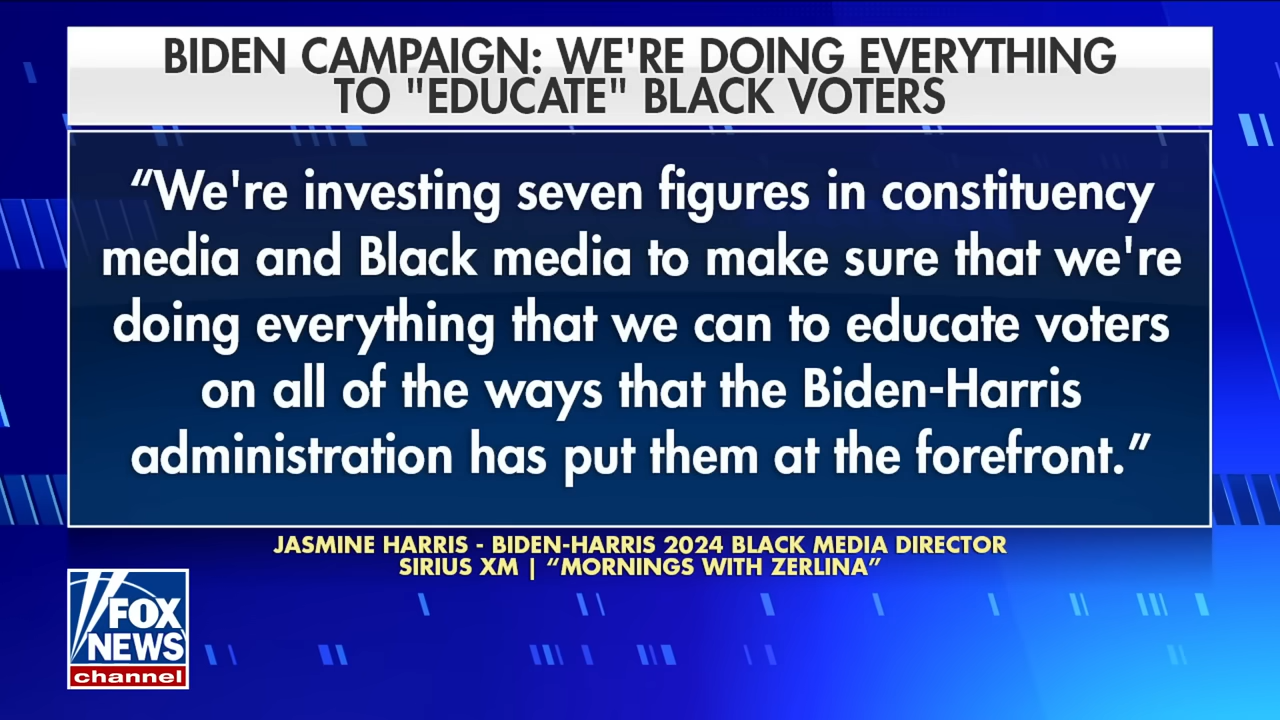 BIDEN CAMPAIGN: WE'RE DOING EVERYTHING
TO "EDUCATE" BLACK VOTERS
“We're investing seven figures in constituency
media and Black media to make sure that we're
doing everything that we can to educate voters
on all of the ways that the Biden-Harris
administration has put them at the forefront.”
JASMINE HARRIS - BIDEN-HARRIS 2024 BLACK MEDIA DIRECTOR
SIRIUS XM | “MORNINGS WITH ZERLINA”
FOX
NEWS
channel